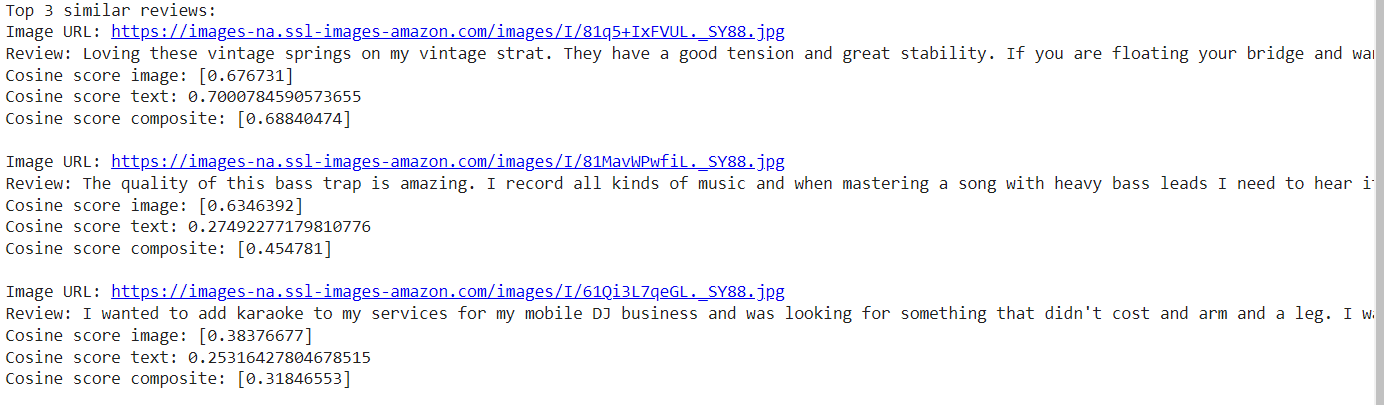 Top 3 similar reviews:
Image URL: https://images-na.ssl-images-amazon.com/images/I/81q5+IxFVUL._SY88.jpg
Review: Loving these vintage springs on my vintage strat. They have a good tension and great stability. If you are floating your bridge and
Cosine score image: [0.676731]
Cosine score text: 0.7000784590573655
Cosine score composite: [0.68840474]
Image URL: https://images-na.ssl-images-amazon.com/images/I/81MavWPwfiL._SY88.jpg
Review: The quality of this bass trap is amazing. I record all kinds of music and when mastering a song with heavy bass leads I need to hear
Cosine score image: [0.6346392]
Cosine score text: 0.27492277179810776
Cosine score composite: [0.454781]
Image URL: https://images-na.ssl-images-amazon.com/images/I/61Qi3L7qeGL._SY88.jpg
Review: I wanted to add karaoke to my services for my mobile DJ business and was looking for something that didn't cost and arm and a leg. I
Cosine score image: [0.38376677]
Cosine score text: 0.25316427804678515
Cosine score composite: [0.31846553]